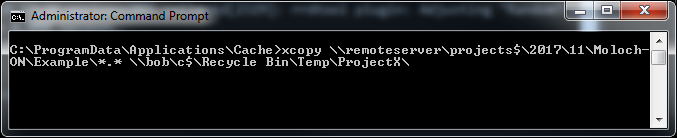 Administrator: Command Prompt
C:\ProgramData\Applications\Cache>xcopy \\remoteserver\projects$\2017\11\Moloch-
ON\Example\*.* \\bob\c$\Recycle Bin\Temp\ProjectX\